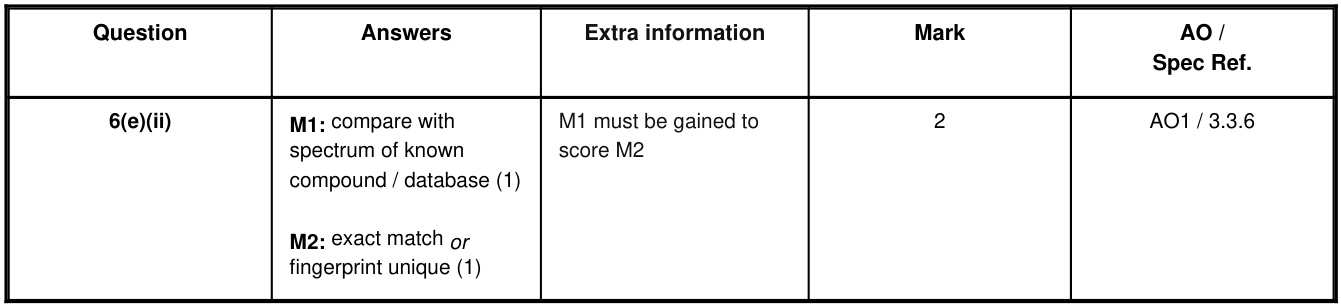 Question Answers Extra information Mark AO /
Spec Ref.
6(e)(ii) M1: compare with M1 must be gained to 2 AO1 / 3.3.6
spectrum of known score M2
compound / database (1)
M2: exact match or
fingerprint unique (1)